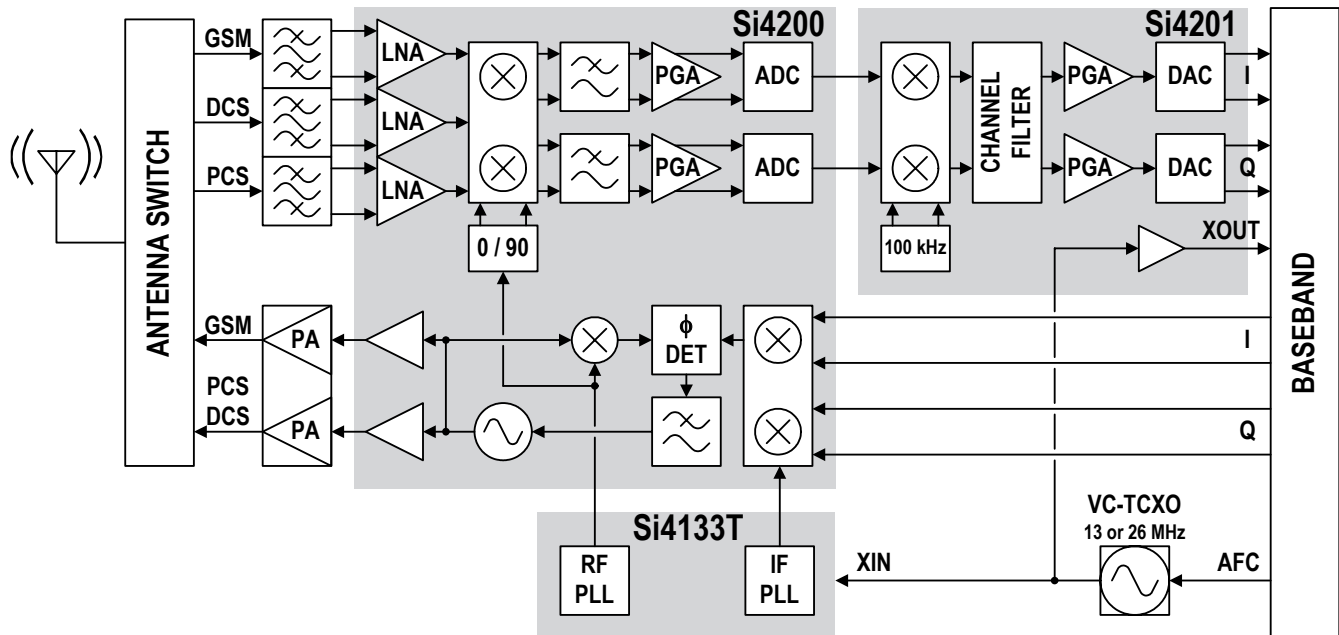 Si4200
Si4201
GSM
LNA
PGA
ADC
PGA
DAC
I
DCS
LNA
ANTENNA SWITCH
CHANNEL
FILTER
PCS
LNA
PGA
ADC
PGA
DAC
Q
0 / 90
100 kHz
XOUT
BASEBAND
GSM
PA
ϕ
DET
I
PCS
DCS
PA
Q
Si4133T
VC-TCXO
13 or 26 MHz
RF
PLL
IF
PLL
XIN
AFC